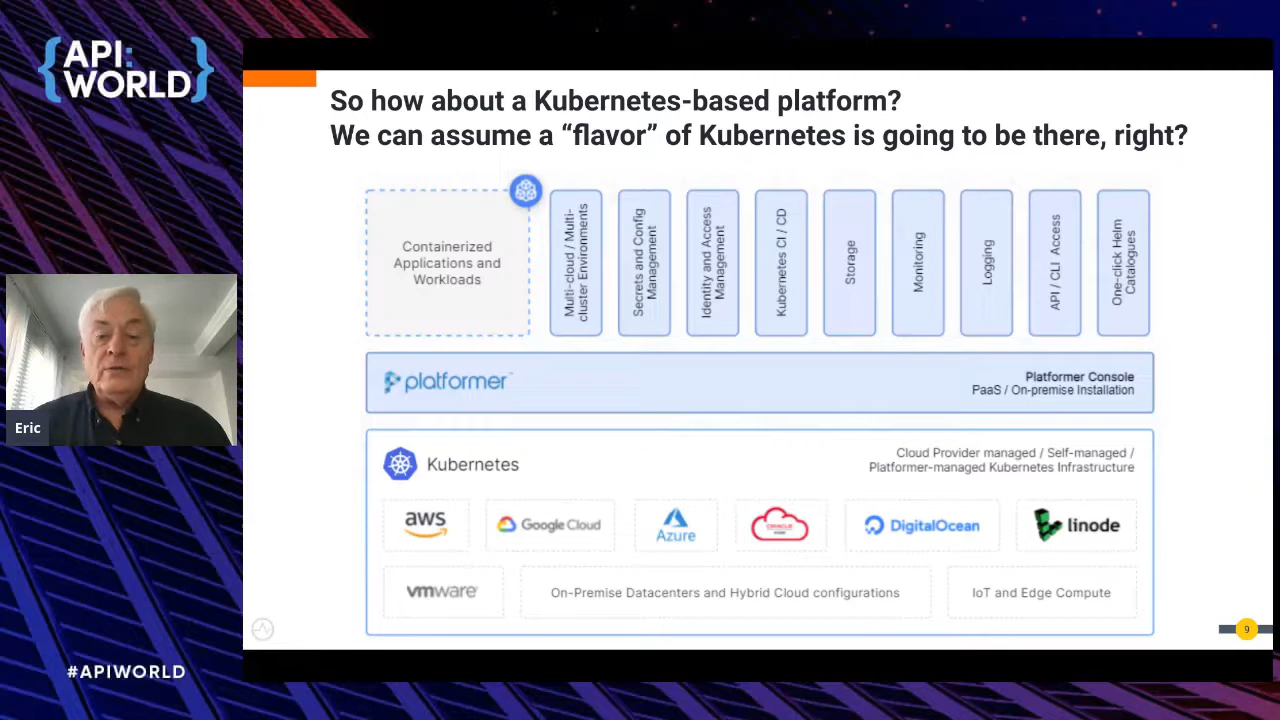 {API:
WORLD}
So how about a Kubernetes-based platform?
We can assume a “flavor” of Kubernetes is going to be there, right?
Containerized
Applications and
Workloads
Multi-cloud / Multi-
cluster Environments
Secrets and Config
Management
Identity and Access
Management
Kubernetes CI / CD
Storage
Monitoring
Logging
API / CLI Access
One-click Helm
Catalogues
platformer™
Platformer Console
PaaS / On-premise Installation
Kubernetes
Cloud Provider managed / Self-managed /
Platformer-managed Kubernetes Infrastructure
aws
Google Cloud
Azure
ORACLE
DigitalOcean
linode
vmware
On-Premise Datacenters and Hybrid Cloud configurations
IoT and Edge Compute
Eric
9
#APIWORLD